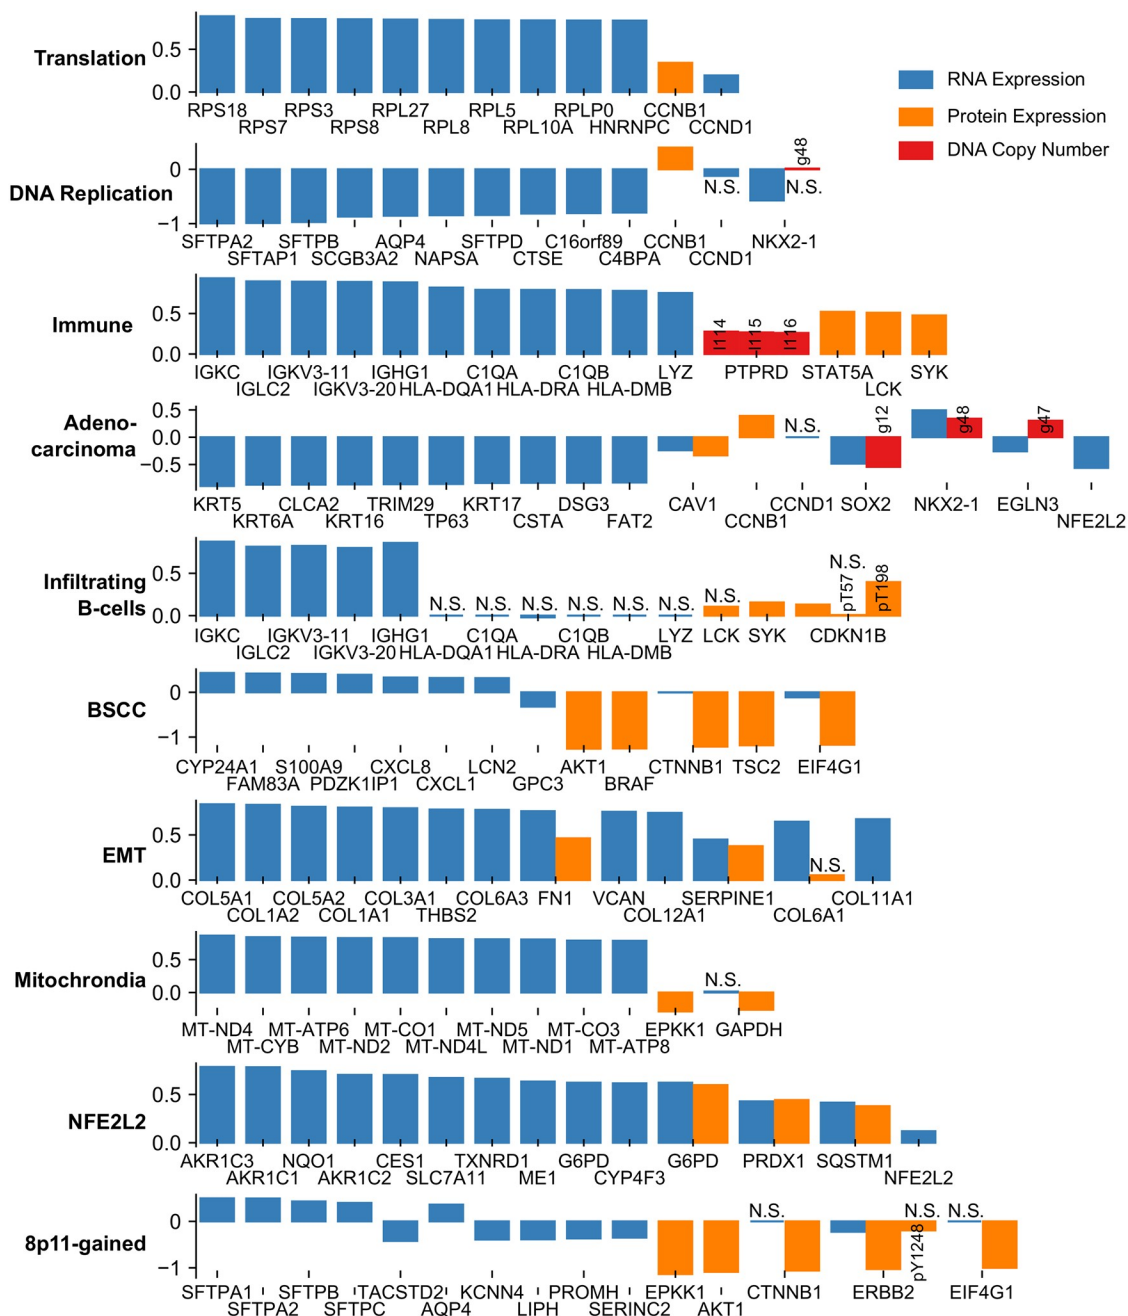 RNA Expression
Protein Expression
DNA Copy Number
Translation
0.5
0.0
RPS18 RPS3 RPL27 RPL5 RPLP0 CCNB1
RPS7 RPS8 RPL8 RPL10A HNRNPC CCND1
DNA Replication
0
−1
g48
N.S. N.S.
SFTPA2 SFTPB AQP4 SFTPD C16orf89 CCNB1 NKX2-1
SFTAP1 SCGB3A2 NAPSA CTSE C4BPA CCND1
Immune
0.5
0.0
I114 I115 I116
IGKC IGKV3-11 IGHG1 C1QA C1QB LYZ PTPRD STAT5A SYK
IGLC2 IGKV3-20 HLA-DQA1 HLA-DRA HLA-DMB LCK
Adeno-
carcinoma
0.5
0.0
−0.5
N.S. g12 g48 g47
KRT5 CLCA2 TRIM29 KRT17 DSG3 CAV1 CCND1 SOX2 NKX2-1 EGLN3
KRT6A KRT16 TP63 CSTA FAT2 CCNB1 NFE2L2
Infiltrating
B-cells
0.5
0.0
N.S. N.S. N.S. N.S. N.S. N.S. N.S. N.S.
pT57 pT198
IGKC IGKV3-11 IGHG1 C1QA C1QB LYZ LCK SYK CDKN1B
IGLC2 IGKV3-20 HLA-DQA1 HLA-DRA HLA-DMB
BSCC
0
−1
CYP24A1 S100A9 CXCL8 LCN2 AKT1 CTNNB1 TSC2 EIF4G1
FAM83A PDZK1IP1 CXCL1 GPC3 BRAF
EMT
0.5
0.0
N.S.
COL5A1 COL5A2 COL3A1 COL6A3 FN1 VCAN SERPINE1 COL11A1
COL1A2 COL1A1 THBS2 COL12A1 COL6A1
Mitochrondia
0.5
0.0
N.S.
MT-ND4 MT-ATP6 MT-CO1 MT-ND5 MT-CO3 EPKK1 GAPDH
MT-CYB MT-ND2 MT-ND4L MT-ND1 MT-ATP8
NFE2L2
0.5
0.0
AKR1C3 NQO1 CES1 TXNRD1 G6PD G6PD PRDX1 SQSTM1
AKR1C1 AKR1C2 SLC7A11 ME1 CYP4F3 NFE2L2
8p11-gained
0
−1
N.S. N.S. N.S.
pY1248
SFTPA1 SFTPB TACSTD2 KCNN4 PROMH EPKK1 CTNNB1 ERBB2 EIF4G1
SFTPA2 SFTPC AQP4 LIPH SERINC2 AKT1